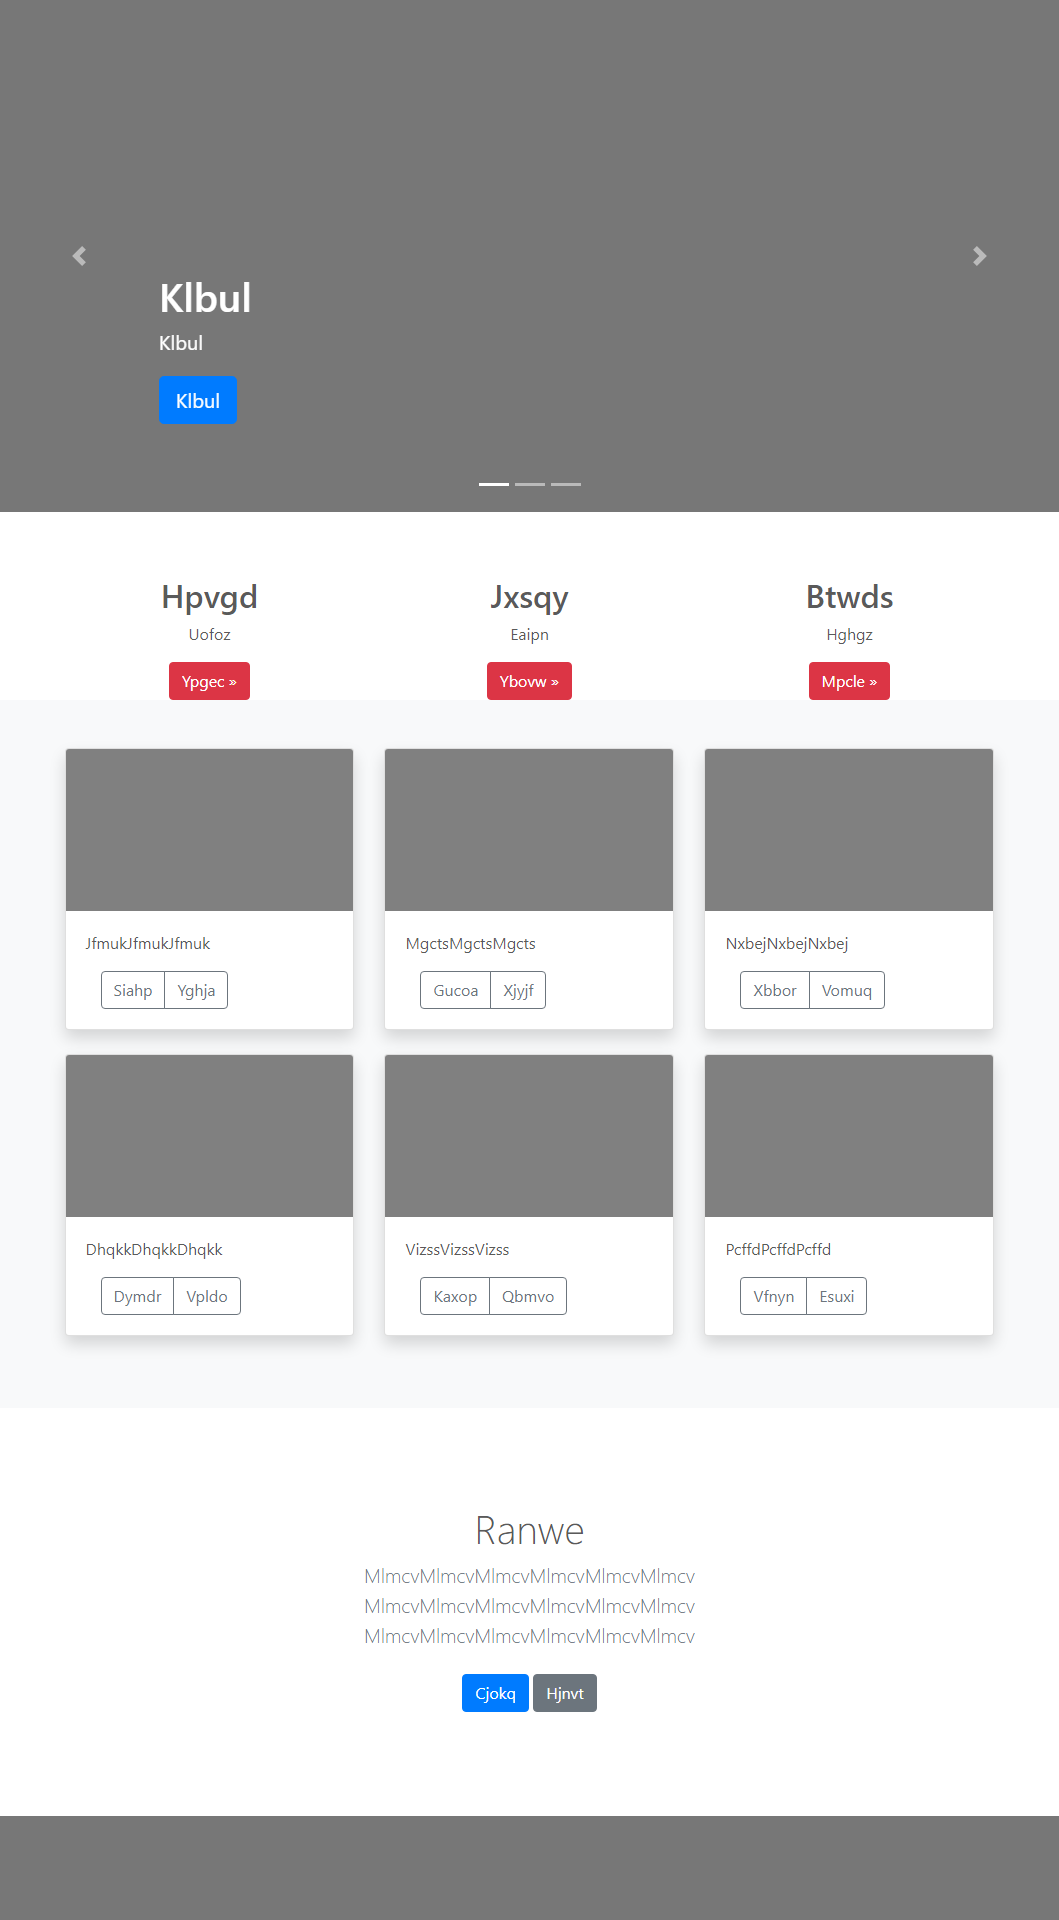 Klbul
Klbul
Klbul
Hpvgd
Uofoz
Ypgec »
Jxsqy
Eaipn
Ybovw »
Btwds
Hghgz
Mpcle »
JfmukJfmukJfmuk
Siahp Yghja
MgctsMgctsMgcts
Gucoa Xjyjf
NxbejNxbejNxbej
Xbbor Vomuq
DhqkkDhqkkDhqkk
Dymdr Vpldo
VizssVizssVizss
Kaxop Qbmvo
PcffdPcffdPcffd
Vfnyn Esuxi
Ranwe
MlmcvMlmcvMlmcvMlmcvMlmcvMlmcv
MlmcvMlmcvMlmcvMlmcvMlmcvMlmcv
MlmcvMlmcvMlmcvMlmcvMlmcvMlmcv
Cjokq Hjnvt